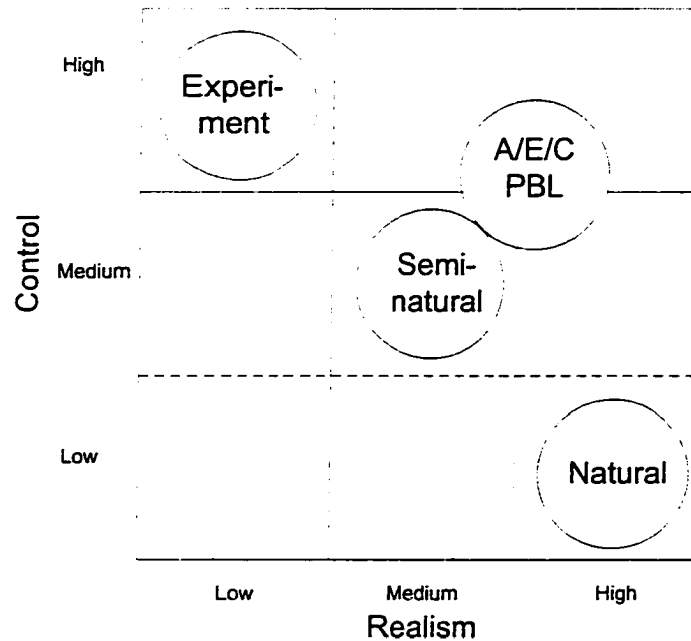 High
Experi-
ment
A/E/C
PBL
Control
Medium
Semi-
natural
Low
Natural
Low
Medium
High
Realism